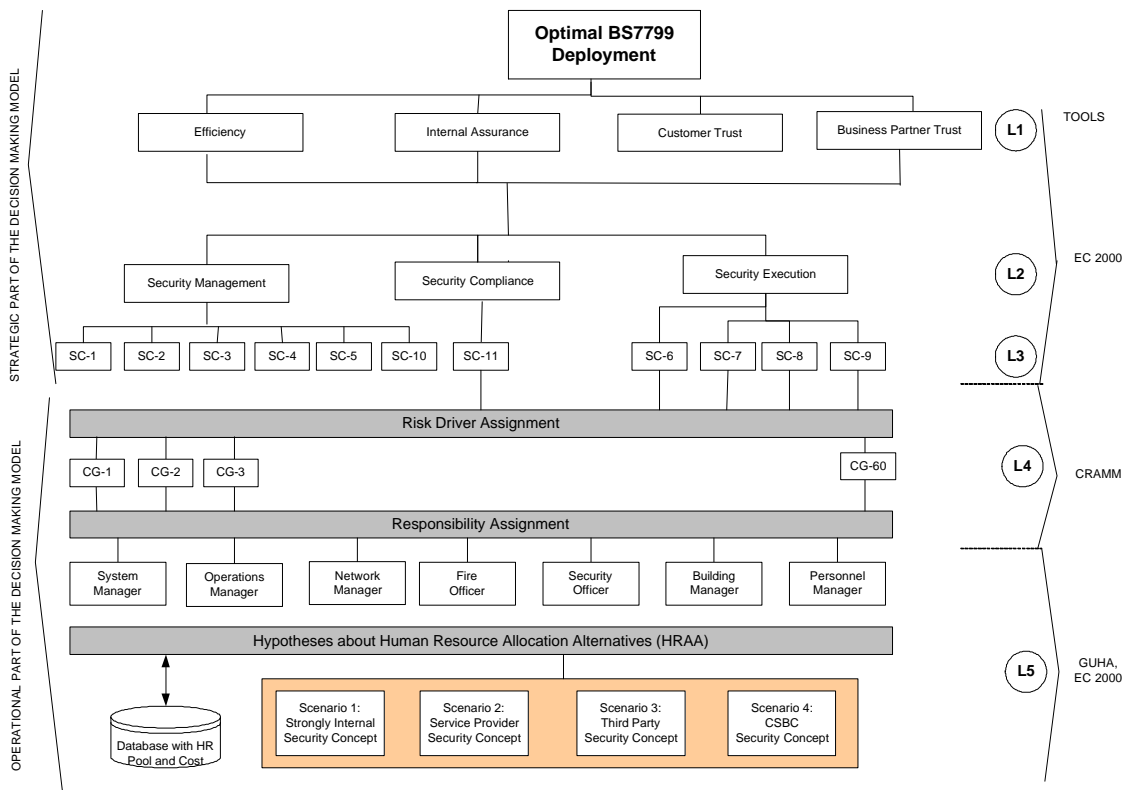 Optimal BS7799
Deployment
STRATEGIC PART OF THE DECISION MAKING MODEL
Efficiency
Internal Assurance
Customer Trust
Business Partner Trust
L1
TOOLS
EC 2000
Security Management
Security Compliance
Security Execution
L2
SC-1
SC-2
SC-3
SC-4
SC-5
SC-10
SC-11
SC-6
SC-7
SC-8
SC-9
L3
OPERATIONAL PART OF THE DECISION MAKING MODEL
Risk Driver Assignment
CG-1
CG-2
CG-3
CG-60
L4
CRAMM
Responsibility Assignment
System
Manager
Operations
Manager
Network
Manager
Fire
Officer
Security
Officer
Building
Manager
Personnel
Manager
Hypotheses about Human Resource Allocation Alternatives (HRAA)
L5
GUHA,
EC 2000
Database with HR
Pool and Cost
Scenario 1:
Strongly Internal
Security Concept
Scenario 2:
Service Provider
Security Concept
Scenario 3:
Third Party
Security Concept
Scenario 4:
CSBC
Security Concept